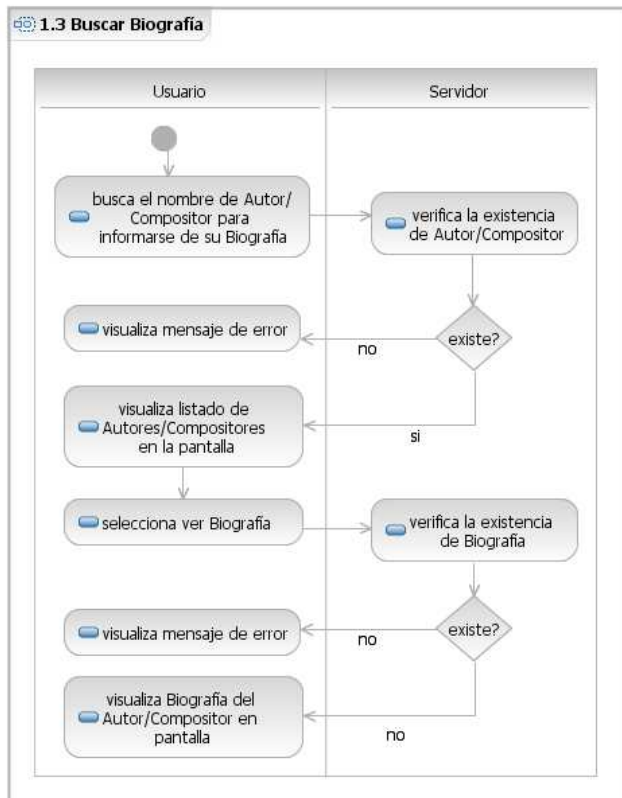 1.3 Buscar Biografía
Usuario
Servidor
busca el nombre de Autor/
Compositor para
informarse de su Biografía
verifica la existencia
de Autor/Compositor
visualiza mensaje de error
no
existe?
visualiza listado de
Autores/Compositores
en la pantalla
si
selecciona ver Biografía
verifica la existencia
de Biografía
visualiza mensaje de error
no
existe?
visualiza Biografía del
Autor/Compositor en
pantalla
no